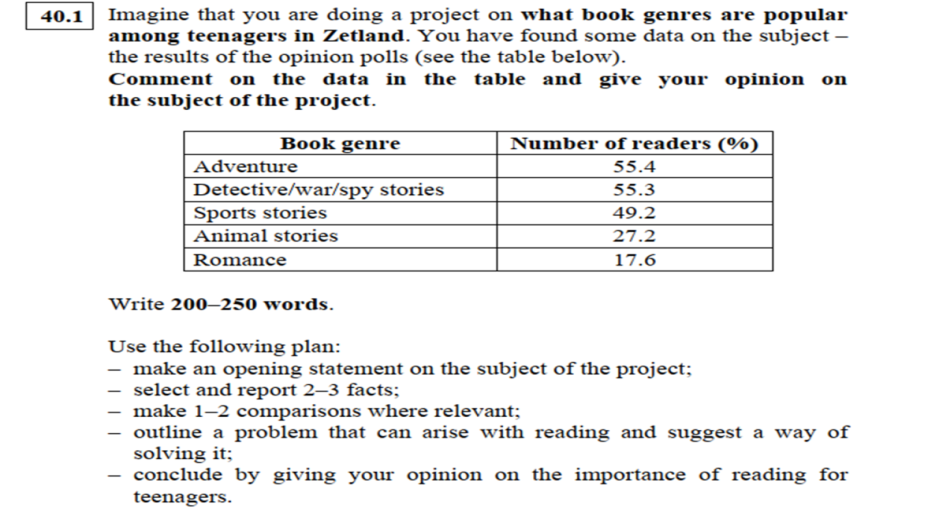 40.1 Imagine that you are doing a project on what book genres are popular
among teenagers in Zetland. You have found some data on the subject –
the results of the opinion polls (see the table below).
Comment on the data in the table and give your opinion on
the subject of the project.
Book genre Number of readers (%)
Adventure 55.4
Detective/war/spy stories 55.3
Sports stories 49.2
Animal stories 27.2
Romance 17.6
Write 200–250 words.
Use the following plan:
– make an opening statement on the subject of the project;
– select and report 2–3 facts;
– make 1–2 comparisons where relevant;
– outline a problem that can arise with reading and suggest a way of
solving it;
– conclude by giving your opinion on the importance of reading for
teenagers.